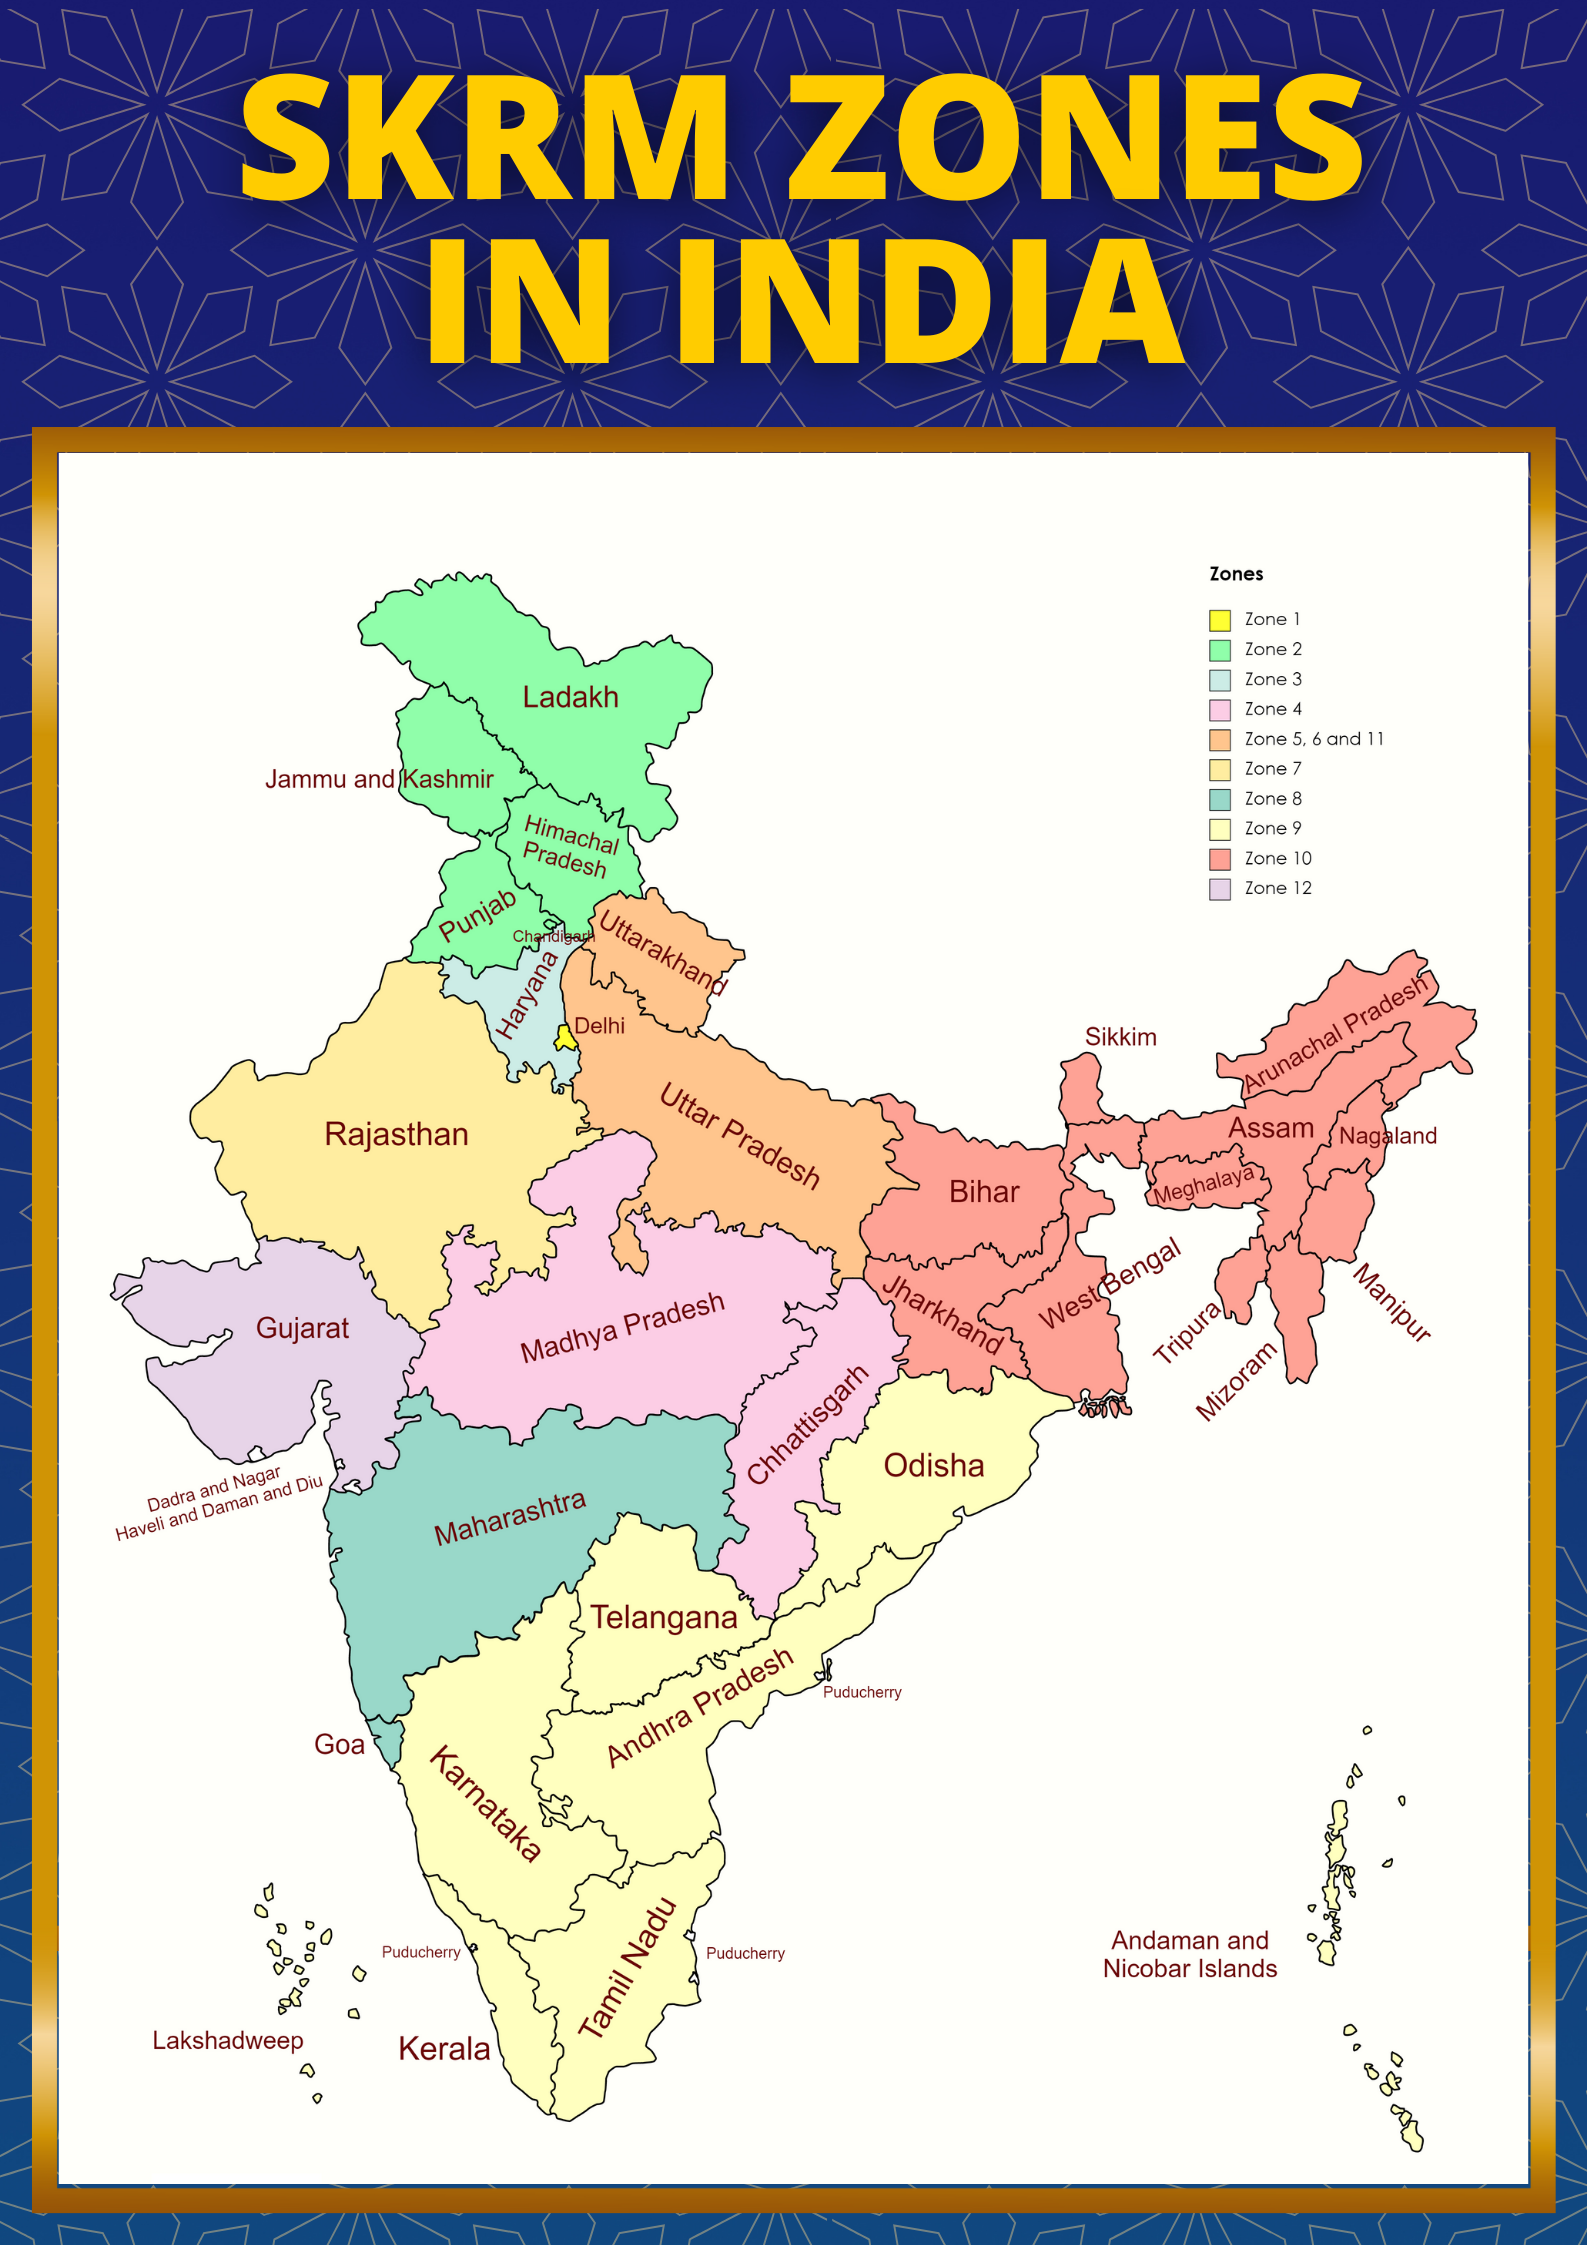 SKRM ZONES
IN INDIA
Zones
Zone 1
Zone 2
Zone 3
Zone 4
Zone 5, 6 and 11
Zone 7
Zone 8
Zone 9
Zone 10
Zone 12
Ladakh
Jammu and Kashmir
Himachal
Pradesh
Punjab
Chandigarh
Uttarakhand
Haryana
Delhi
Arunachal Pradesh
Sikkim
Rajasthan
Uttar Pradesh
Assam
Nagaland
Bihar
Meghalaya
Gujarat
Madhya Pradesh
Jharkhand
West Bengal
Tripura
Mizoram
Manipur
Chhattisgarh
Odisha
Dadra and Nagar
Haveli and Daman and Diu
Maharashtra
Telangana
Andhra Pradesh
Puducherry
Goa
Karnataka
Puducherry
Tamil Nadu
Puducherry
Andaman and
Nicobar Islands
Lakshadweep
Kerala